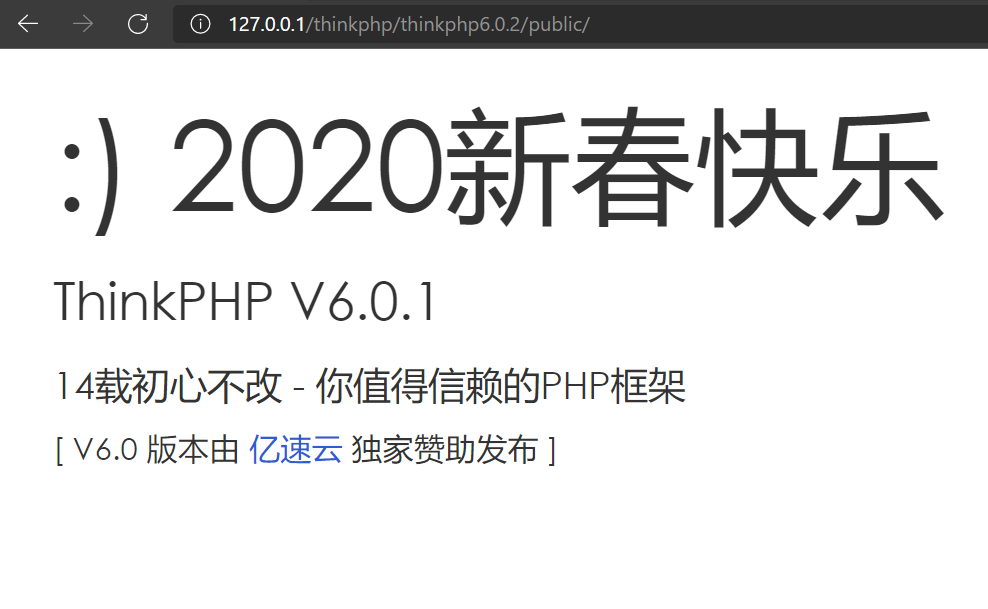 127.0.0.1/thinkphp/thinkphp6.0.2/public/
:) 2020新春快乐
ThinkPHP V6.0.1
14载初心不改 - 你值得信赖的PHP框架
[ V6.0 版本由 亿速云 独家赞助发布 ]